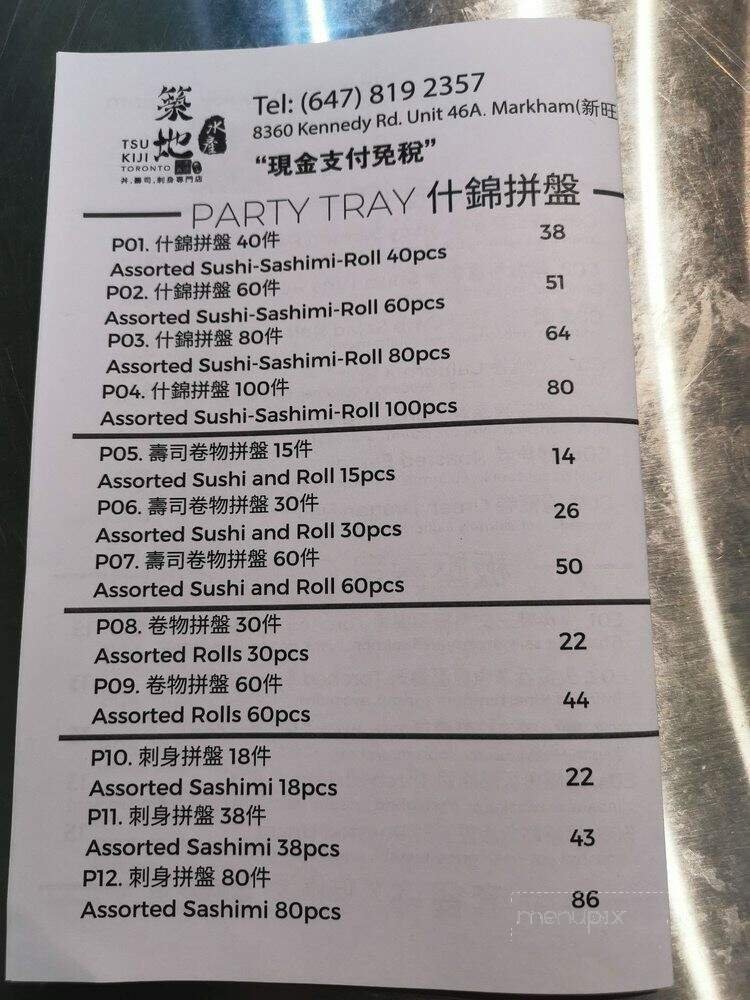 築地
水產
TSU
KIJI
TORONTO
丼,壽司,刺身專門店
Tel: (647) 819 2357
8360 Kennedy Rd. Unit 46A. Markham(新旺
“現金支付免稅”
PARTY TRAY 什錦拼盤
P01. 什錦拼盤 40件 38
Assorted Sushi-Sashimi-Roll 40pcs
P02. 什錦拼盤 60件 51
Assorted Sushi-Sashimi-Roll 60pcs
P03. 什錦拼盤 80件 64
Assorted Sushi-Sashimi-Roll 80pcs
P04. 什錦拼盤 100件 80
Assorted Sushi-Sashimi-Roll 100pcs
P05. 壽司卷物拼盤 15件 14
Assorted Sushi and Roll 15pcs
P06. 壽司卷物拼盤 30件 26
Assorted Sushi and Roll 30pcs
P07. 壽司卷物拼盤 60件 50
Assorted Sushi and Roll 60pcs
P08. 卷物拼盤 30件 22
Assorted Rolls 30pcs
P09. 卷物拼盤 60件 44
Assorted Rolls 60pcs
P10. 刺身拼盤 18件 22
Assorted Sashimi 18pcs
P11. 刺身拼盤 38件 43
Assorted Sashimi 38pcs
P12. 刺身拼盤 80件 86
Assorted Sashimi 80pcs
menupix